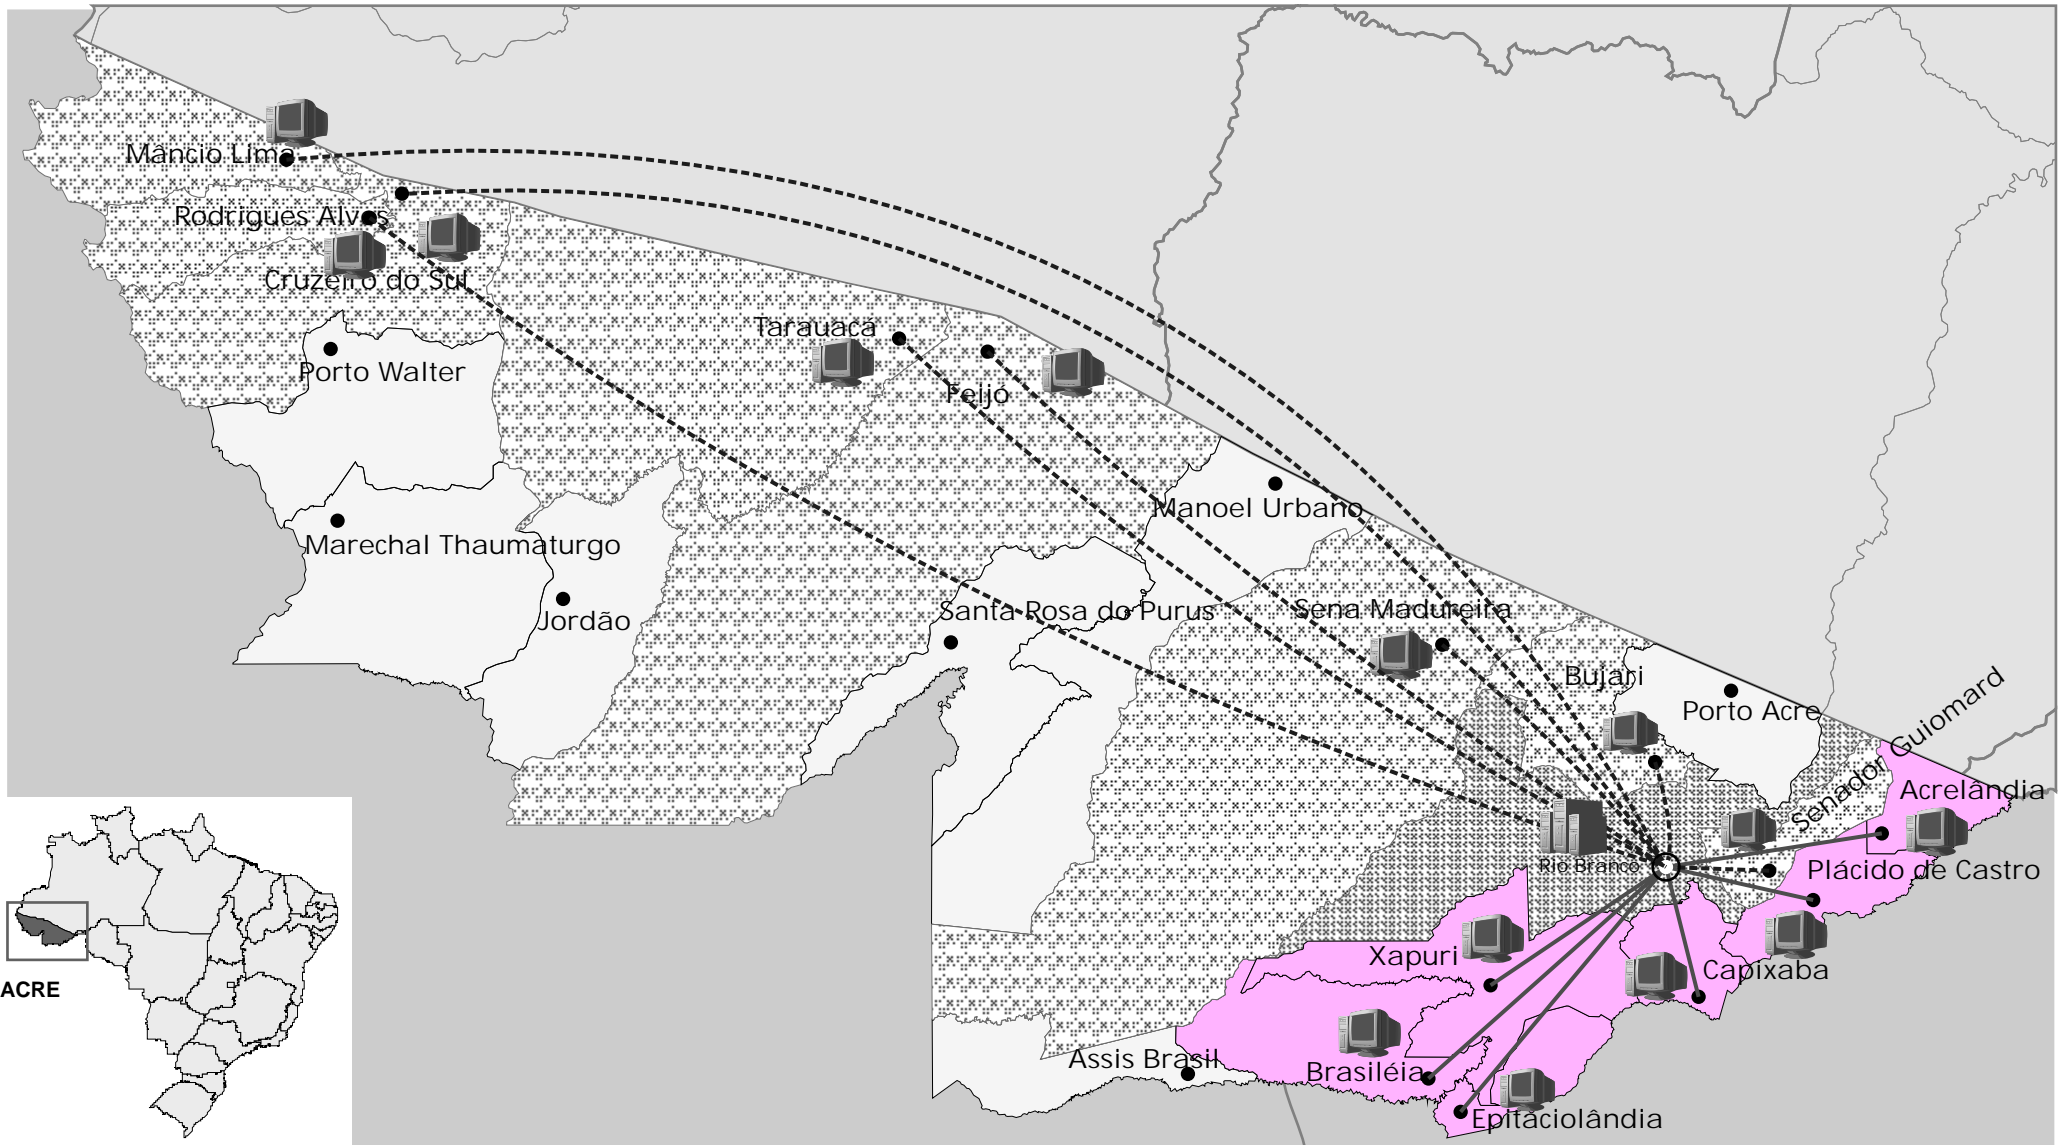 Mâncio Lima
Rodrigues Alves
Cruzeiro do Sul
Tarauacá
Porto Walter
Feijó
Manoel Urbano
Marechal Thaumaturgo
Santa Rosa do Purus
Sena Madureira
Jordão
Bujari
Senador Guiomard
Porto Acre
Acrelândia
Rio Branco
Plácido de Castro
Xapuri
Capixaba
ACRE
Assis Brasil
Brasiléia
Epitaciolândia